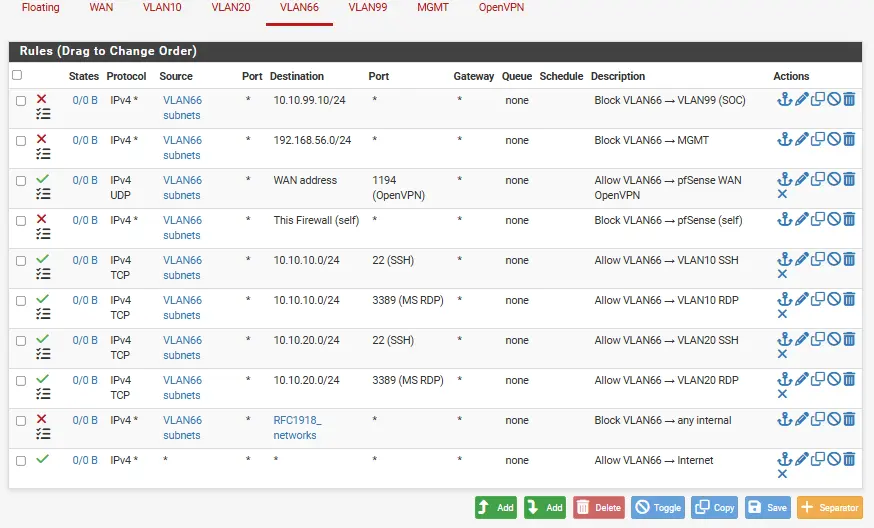 Floating WAN VLAN10 VLAN20 VLAN66 VLAN99 MGMT OpenVPN
Rules (Drag to Change Order)
States Protocol Source Port Destination Port Gateway Queue Schedule Description Actions
0/0 B IPv4 * VLAN66 subnets * 10.10.99.10/24 * * none Block VLAN66 → VLAN99 (SOC)
0/0 B IPv4 * VLAN66 subnets * 192.168.56.0/24 * * none Block VLAN66 → MGMT
0/0 B IPv4 UDP VLAN66 subnets * WAN address 1194 (OpenVPN) * none Allow VLAN66 → pfSense WAN OpenVPN
0/0 B IPv4 * VLAN66 subnets * This Firewall (self) * * none Block VLAN66 → pfSense (self)
0/0 B IPv4 TCP VLAN66 subnets * 10.10.10.0/24 22 (SSH) * none Allow VLAN66 → VLAN10 SSH
0/0 B IPv4 TCP VLAN66 subnets * 10.10.10.0/24 3389 (MS RDP) * none Allow VLAN66 → VLAN10 RDP
0/0 B IPv4 TCP VLAN66 subnets * 10.10.20.0/24 22 (SSH) * none Allow VLAN66 → VLAN20 SSH
0/0 B IPv4 TCP VLAN66 subnets * 10.10.20.0/24 3389 (MS RDP) * none Allow VLAN66 → VLAN20 RDP
0/0 B IPv4 * VLAN66 subnets * RFC1918_ networks * * none Block VLAN66 → any internal
0/0 B IPv4 * * * * * * none Allow VLAN66 → Internet
Add Add Delete Toggle Copy Save Separator